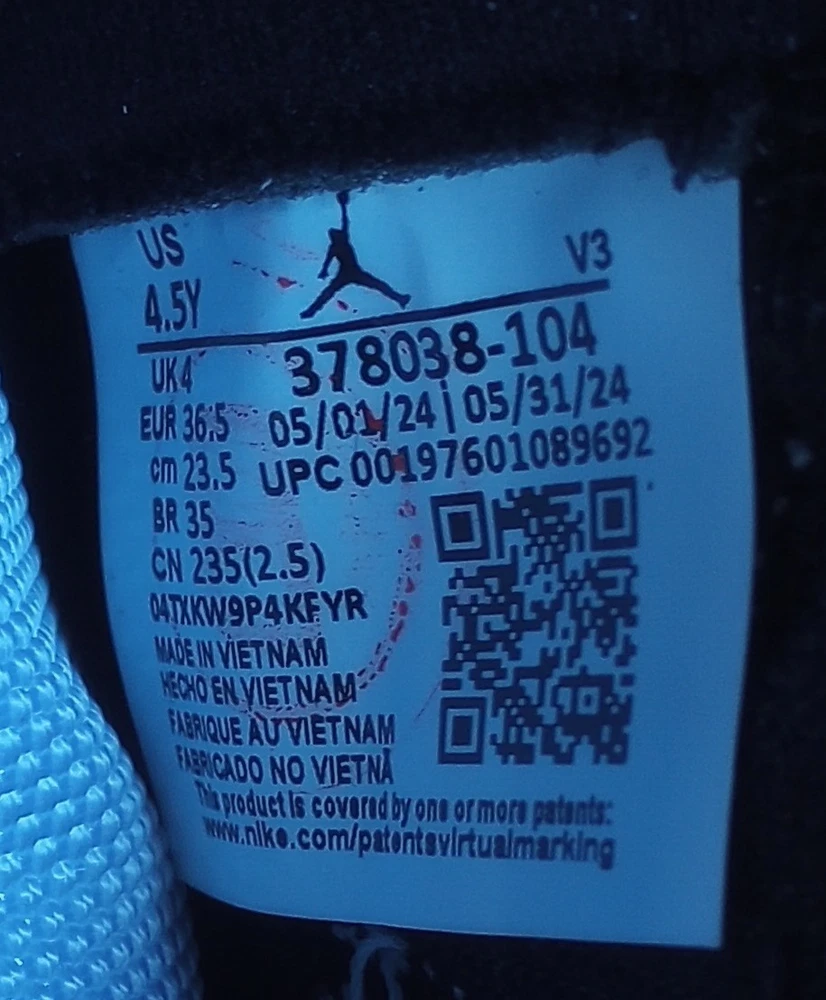 US
V3
4.5Y
UK4
378038-104
EUR 36.5
05/01/24 | 05/31/24
cm 23.5
UPC 00197601089692
BR 35
CN 235(2.5)
04TXKW9P4KFYR
MADE IN VIETNAM
HECHO EN VIETNAM
FABRIQUE AU VIETNAM
FABRICADO NO VIETNÃ
This product is covered by one or more patents:
www.nike.com/patentsvirtualmarking